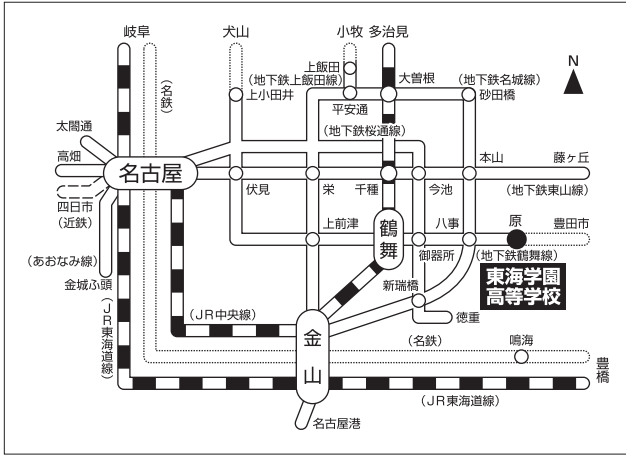 岐阜
犬山
小牧
多治見
N
(名鉄)
上飯田
(地下鉄上飯田線)
大曽根
(地下鉄名城線)
上小田井
砂田橋
平安通
太閤通
(地下鉄桜通線)
高畑
名古屋
本山
藤ヶ丘
伏見
栄
千種
今池
(地下鉄東山線)
四日市
(近鉄)
上前津
鶴舞
八事
原
豊田市
御器所
(地下鉄鶴舞線)
(あおなみ線)
東海学園
高等学校
金城ふ頭
新瑞橋
(JR中央線)
徳重
(JR東海道線)
金山
(名鉄)
鳴海
豊橋
(JR東海道線)
名古屋港